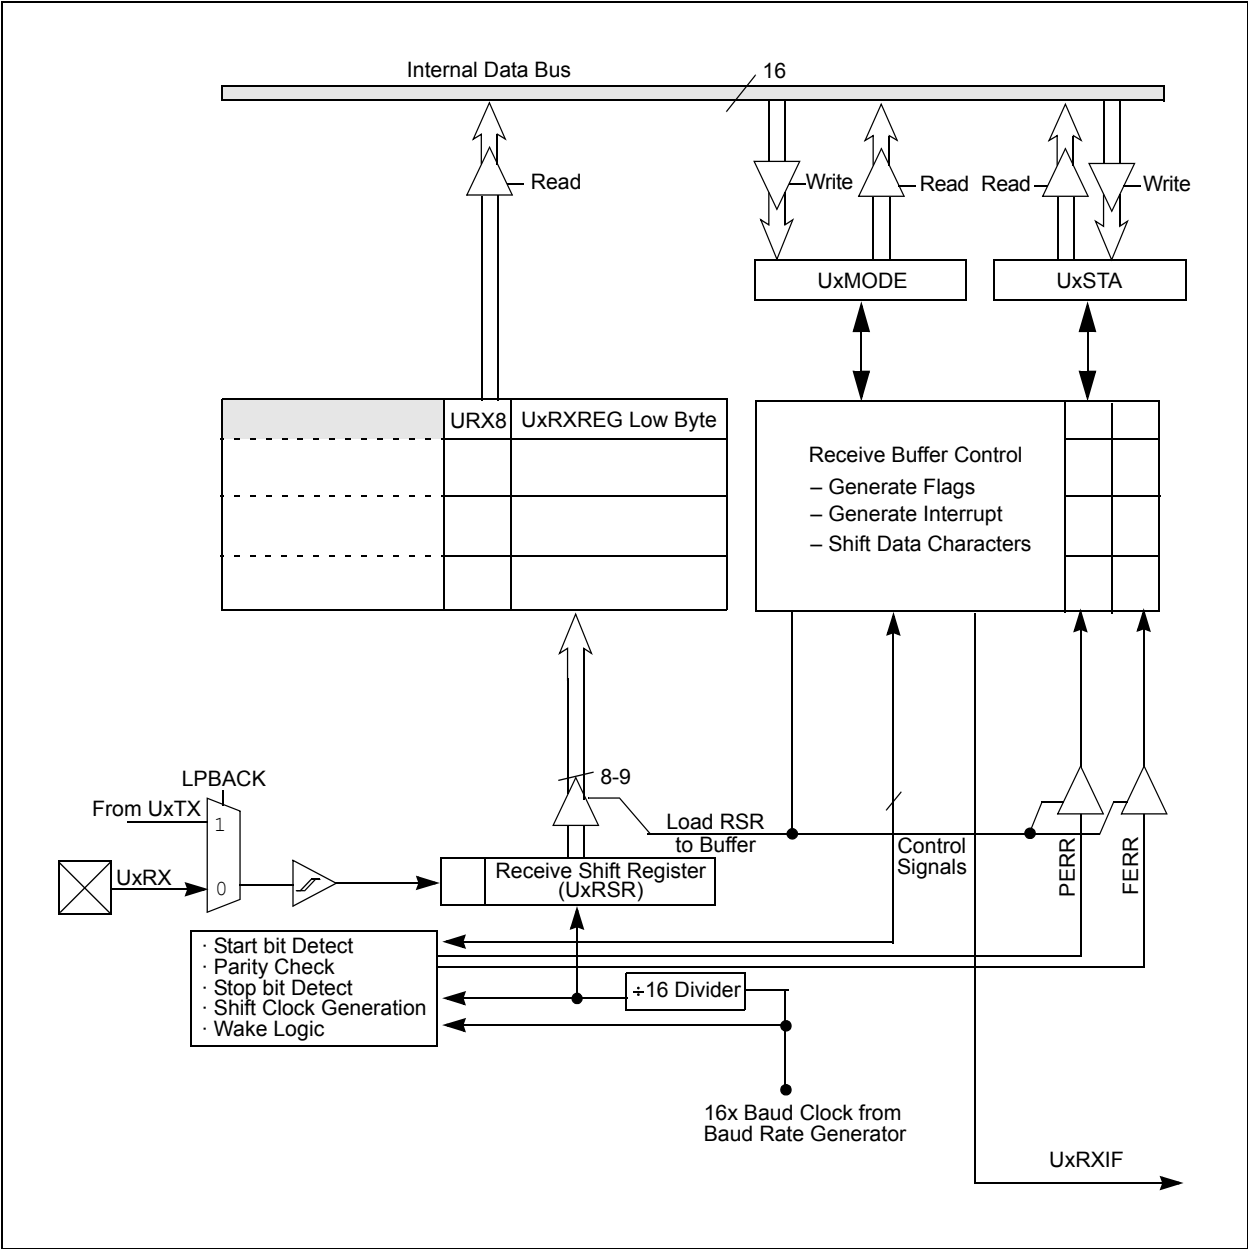 Internal Data Bus
16
Read
Write
Read
Read
Write
UxMODE
UxSTA
URX8
UxRXREG Low Byte
Receive Buffer Control
– Generate Flags
– Generate Interrupt
– Shift Data Characters
LPBACK
8-9
From UxTX
1
Load RSR
to Buffer
Control
Signals
PERR
FERR
UxRX
0
Receive Shift Register
(UxRSR)
· Start bit Detect
· Parity Check
· Stop bit Detect
· Shift Clock Generation
· Wake Logic
÷16 Divider
16x Baud Clock from
Baud Rate Generator
UxRXIF